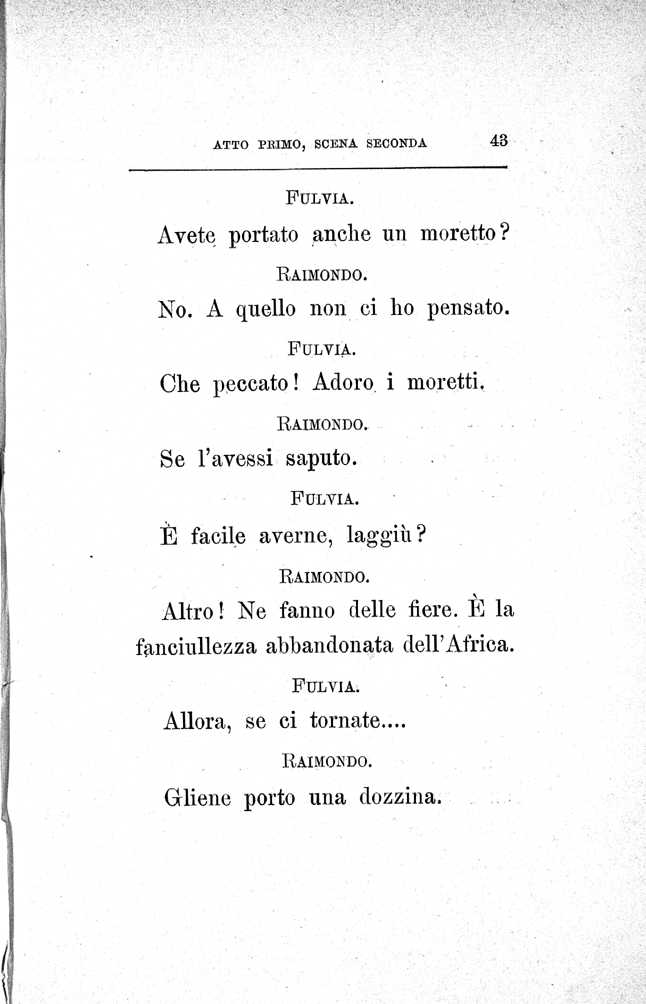 ATTO PRIMO, SCENA SECONDA 43
FULVIA.
Avete portato anche un moretto?
RAIMONDO.
No. A quello non ci ho pensato.
FULVIA.
Che peccato! Adoro i moretti.
RAIMONDO.
Se l'avessi saputo.
FULVIA.
È facile averne, laggiù?
RAIMONDO.
Altro! Ne fanno delle fiere. È la
fanciullezza abbandonata dell'Africa.
FULVIA.
Allora, se ci tornate....
RAIMONDO.
Gliene porto una dozzina.